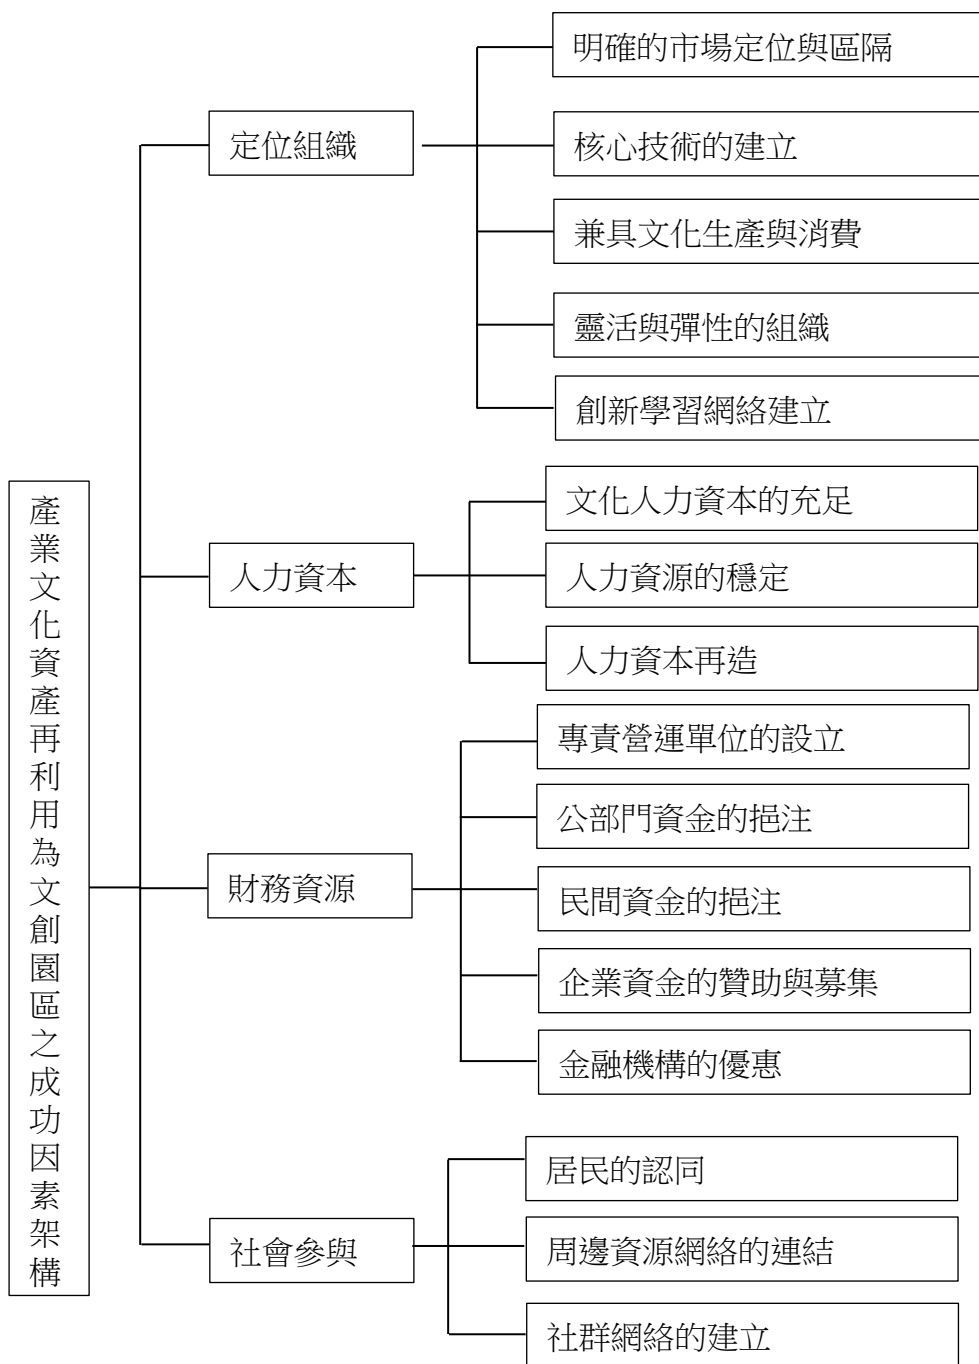 產業文化資產再利用為文創園區之成功因素架構
定位組織
明確的市場定位與區隔
核心技術的建立
兼具文化生產與消費
靈活與彈性的組織
創新學習網絡建立
人力資本
文化人力資本的充足
人力資源的穩定
人力資本再造
財務資源
專責營運單位的設立
公部門資金的挹注
民間資金的挹注
企業資金的贊助與募集
金融機構的優惠
社會參與
居民的認同
周邊資源網絡的連結
社群網絡的建立